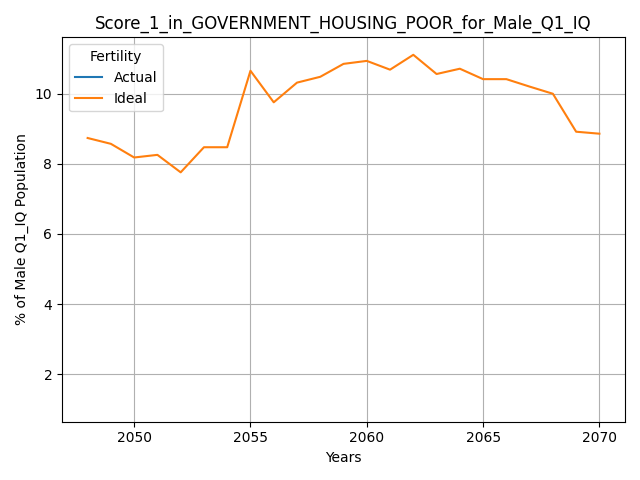 Score_1_in_GOVERNMENT_HOUSING_POOR_for_Male_Q1_IQ
Fertility
Actual
Ideal
% of Male Q1_IQ Population
10
8
6
4
2
2050 2055 2060 2065 2070
Years